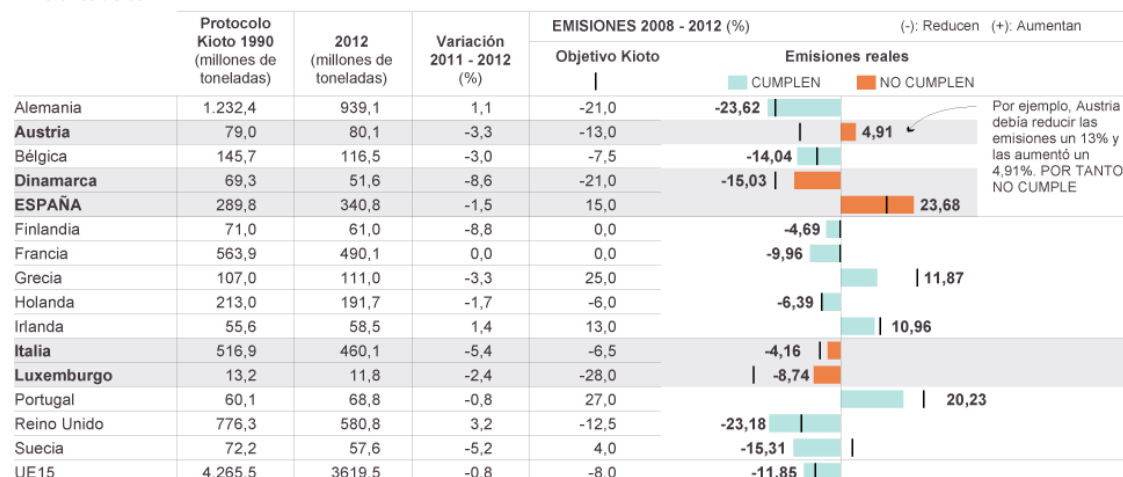 Protocolo Kioto 1990 (millones de toneladas)
2012 (millones de toneladas)
Variación 2011 - 2012 (%)
EMISIONES 2008 - 2012 (%)
(-): Reducen (+): Aumentan
Objetivo Kioto
Emisiones reales
CUMPLEN
NO CUMPLEN
Alemania 1.232,4 939,1 1,1 -21,0 -23,62
Austria 79,0 80,1 -3,3 -13,0 4,91
Bélgica 145,7 116,5 -3,0 -7,5 -14,04
Dinamarca 69,3 51,6 -8,6 -21,0 -15,03
ESPAÑA 289,8 340,8 -1,5 15,0 23,68
Finlandia 71,0 61,0 -8,8 0,0 -4,69
Francia 563,9 490,1 0,0 0,0 -9,96
Grecia 107,0 111,0 -3,3 25,0 11,87
Holanda 213,0 191,7 -1,7 -6,0 -6,39
Irlanda 55,6 58,5 1,4 13,0 10,96
Italia 516,9 460,1 -5,4 -6,5 -4,16
Luxemburgo 13,2 11,8 -2,4 -28,0 -8,74
Portugal 60,1 68,8 -0,8 27,0 20,23
Reino Unido 776,3 580,8 3,2 -12,5 -23,18
Suecia 72,2 57,6 -5,2 4,0 -15,31
UE15 4.265,5 3619,5 -0,8 -8,0 -11,85
Por ejemplo, Austria
debía reducir las
emisiones un 13% y
las aumentó un
4,91%. POR TANTO
NO CUMPLE